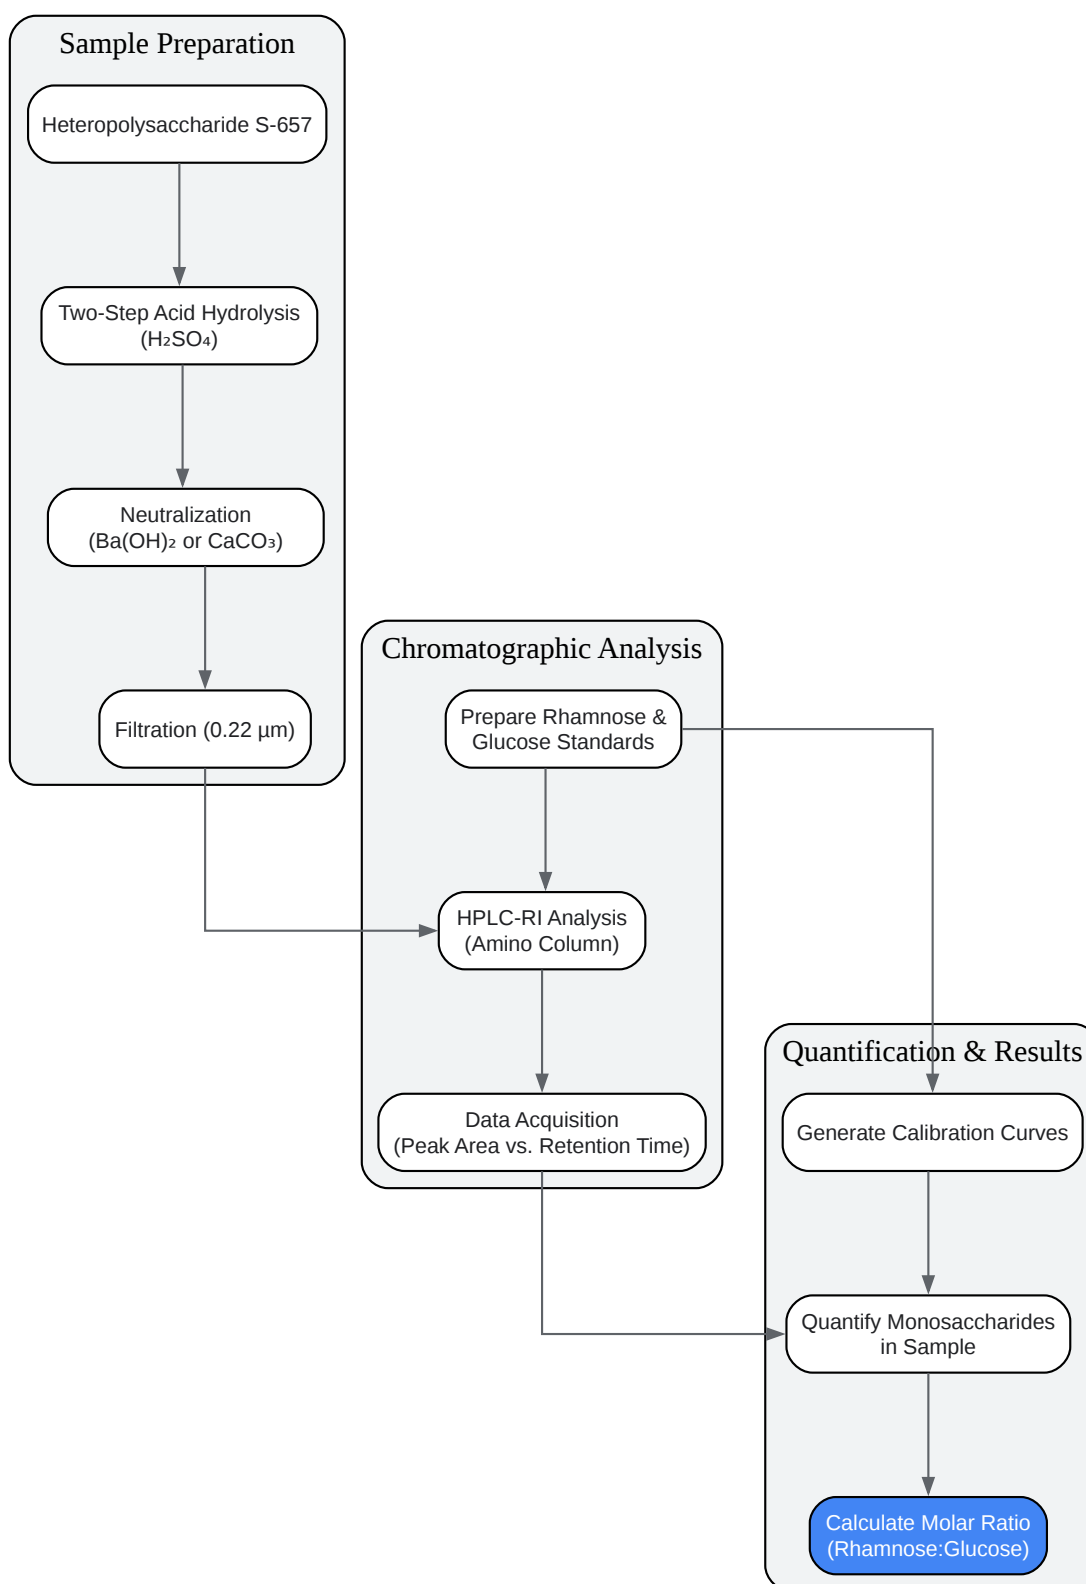 Sample Preparation
Heteropolysaccharide S-657
Two-Step Acid Hydrolysis
(H₂SO₄)
Neutralization
(Ba(OH)₂ or CaCO₃)
Filtration (0.22 µm)
Chromatographic Analysis
Prepare Rhamnose &
Glucose Standards
HPLC-RI Analysis
(Amino Column)
Data Acquisition
(Peak Area vs. Retention Time)
Quantification & Results
Generate Calibration Curves
Quantify Monosaccharides
in Sample
Calculate Molar Ratio
(Rhamnose:Glucose)